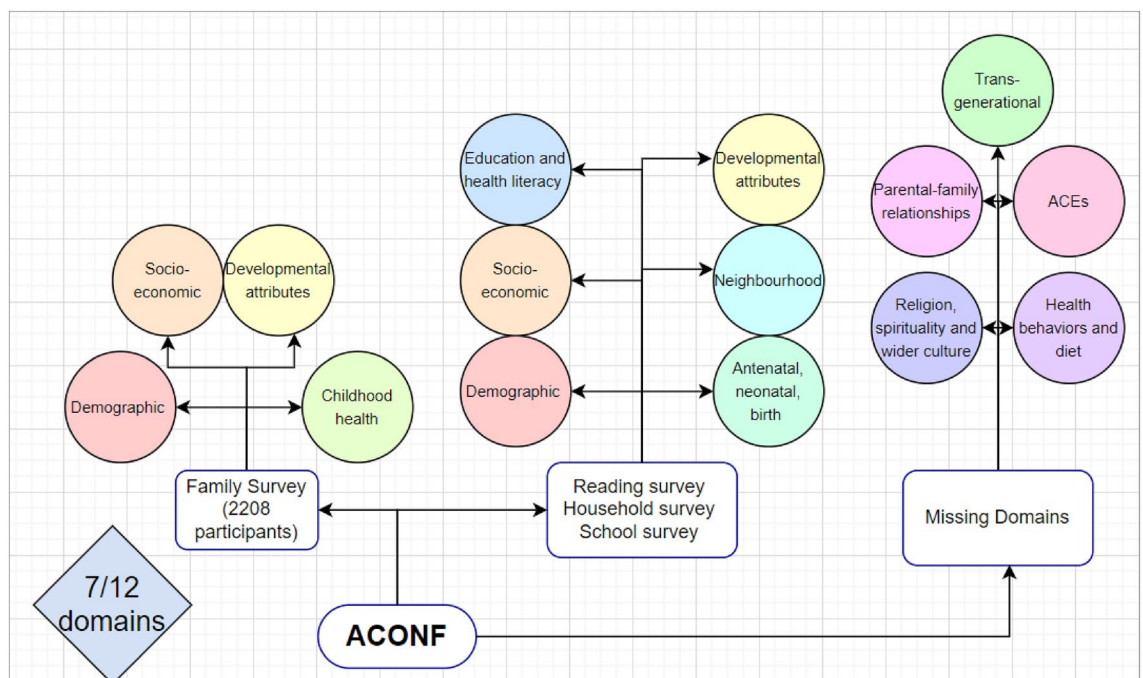 Trans-
generational
Education and
health literacy
Developmental
attributes
Parental-family
relationships
ACEs
Socio-
economic
Developmental
attributes
Socio-
economic
Neighbourhood
Religion,
spirituality and
wider culture
Health
behaviors and
diet
Demographic
Childhood
health
Demographic
Antenatal,
neonatal,
birth
Family Survey
(2208
participants)
Reading survey
Household survey
School survey
Missing Domains
7/12
domains
ACONF